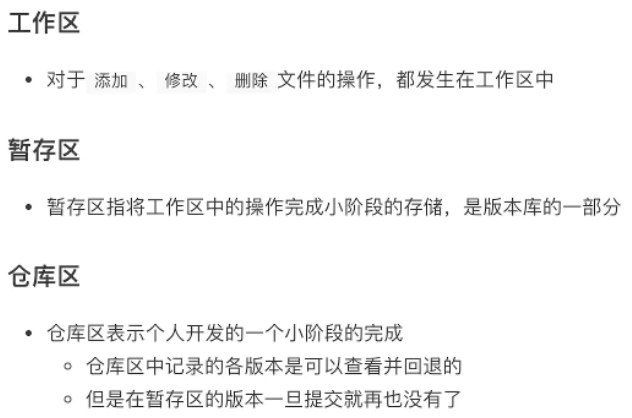 工作区
• 对于 添加 、 修改 、 删除 文件的操作，都发生在工作区中
暂存区
• 暂存区指将工作区中的操作完成小阶段的存储，是版本库的一部分
仓库区
• 仓库区表示个人开发的一个小阶段的完成
○ 仓库区中记录的各版本是可以查看并回退的
○ 但是在暂存区的版本一旦提交就再也没有了